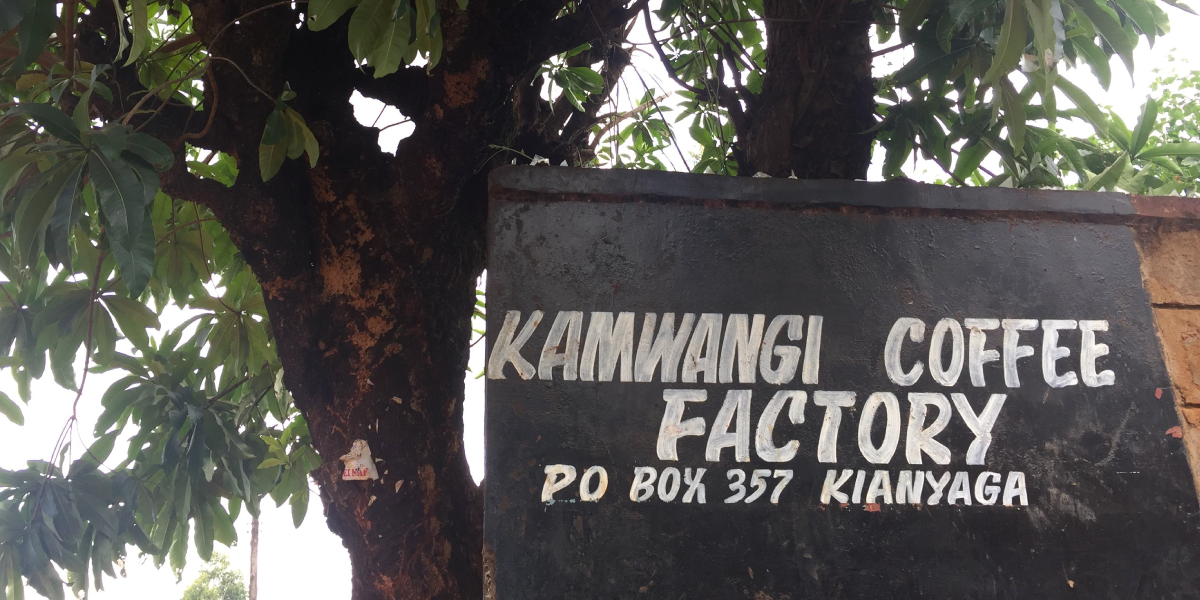 KAMWANGI COFFEE
FACTORY
PO BOX 357 KIANYAGA